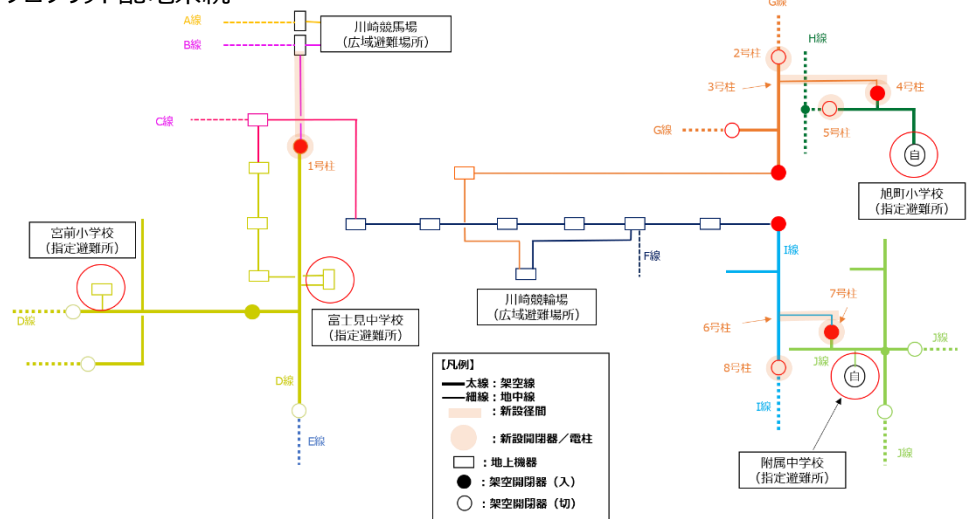 A線
B線
川崎競馬場
(広域避難場所)
G線
2号柱
H線
3号柱
4号柱
C線
G線
5号柱
1号柱
自
旭町小学校
(指定避難所)
宮前小学校
(指定避難所)
F線
I線
川崎競輪場
(広域避難場所)
7号柱
D線
富士見中学校
(指定避難所)
6号柱
J線
J線
【凡例】
太線:架空線
細線:地中線
:新設径間
:新設開閉器/電柱
:地上機器
:架空開閉器(入)
:架空開閉器(切)
D線
8号柱
自
I線
E線
J線
附属中学校
(指定避難所)